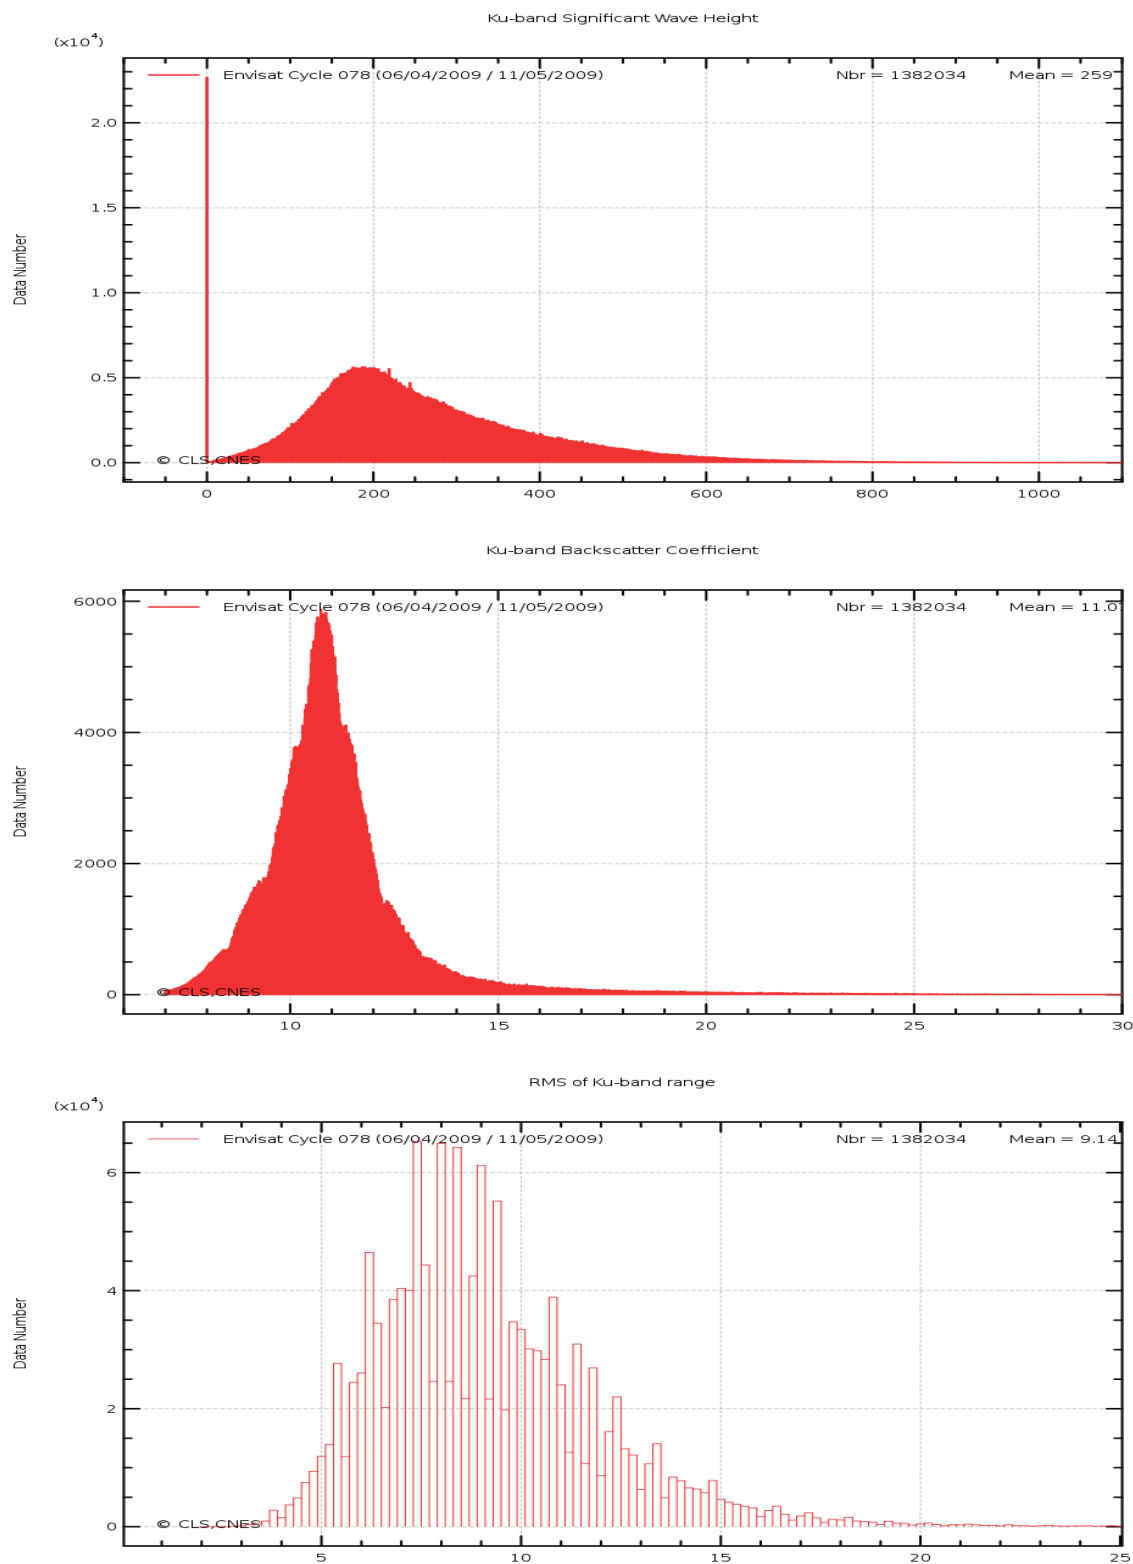 Ku-band Significant Wave Height
(x10⁴)
Envisat Cycle 078 (06/04/2009 / 11/05/2009) Nbr = 1382034 Mean = 259
2.0
1.5
1.0
0.5
0.0
Data Number
© CLS,CNES
0 200 400 600 800 1000
Ku-band Backscatter Coefficient
Envisat Cycle 078 (06/04/2009 / 11/05/2009) Nbr = 1382034 Mean = 11.0
6000
4000
2000
0
Data Number
© CLS,CNES
10 15 20 25 30
RMS of Ku-band range
(x10⁴)
Envisat Cycle 078 (06/04/2009 / 11/05/2009) Nbr = 1382034 Mean = 9.14
6
4
2
0
Data Number
© CLS,CNES
5 10 15 20 25